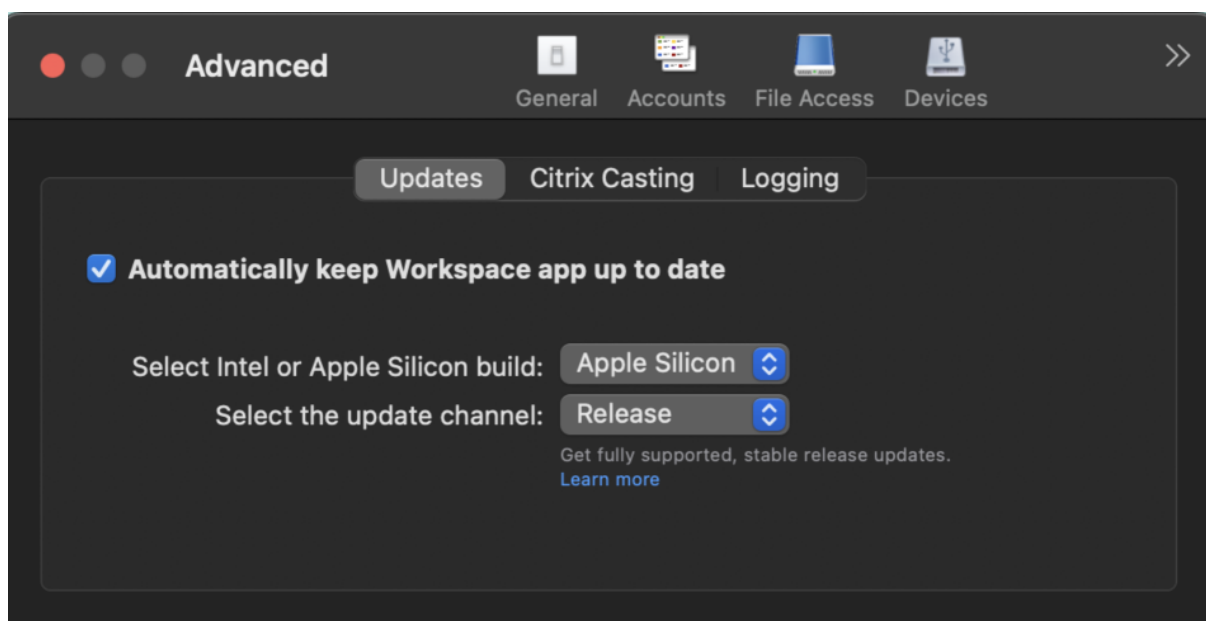 Advanced
General Accounts File Access Devices
Updates Citrix Casting Logging
Automatically keep Workspace app up to date
Select Intel or Apple Silicon build: Apple Silicon
Select the update channel: Release
Get fully supported, stable release updates.
Learn more